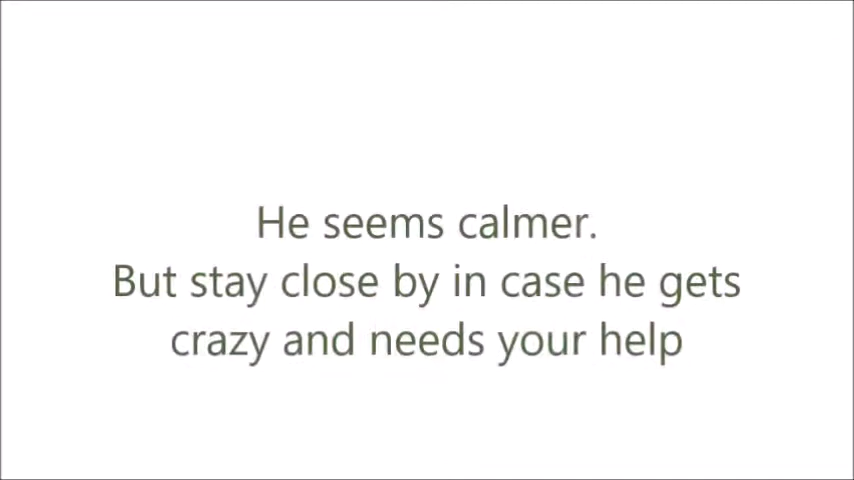 He seems calmer.
But stay close by in case he gets
crazy and needs your help